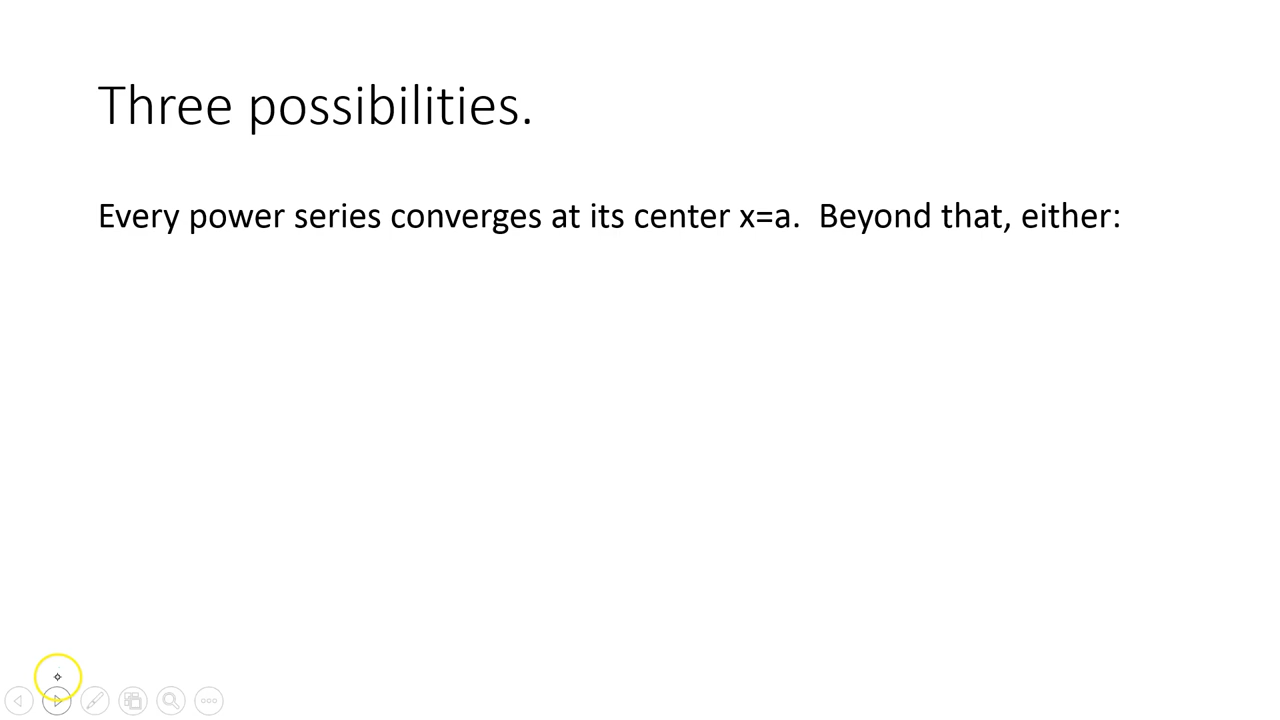 Three possibilities.
Every power series converges at its center x=a.  Beyond that, either: